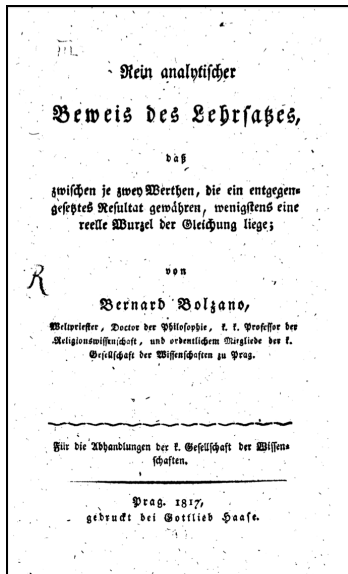 III
Rein analytischer
Beweis des Lehrsatzes,
daß
zwischen je zwey Werthen, die ein entgegen-
gesetztes Resultat gewähren, wenigstens eine
reelle Wurzel der Gleichung liege;
R
von
Bernard Bolzano,
Weltpriester, Doctor der Philosophie, k. k. Professor der
Religionswissenschaft, und ordentlichem Mitgliede der k.
Gesellschaft der Wissenschaften zu Prag.
Für die Abhandlungen der k. Gesellschaft der Wissen-
schaften.
Prag. 1817,
gedruckt bei Gottlieb Haase.